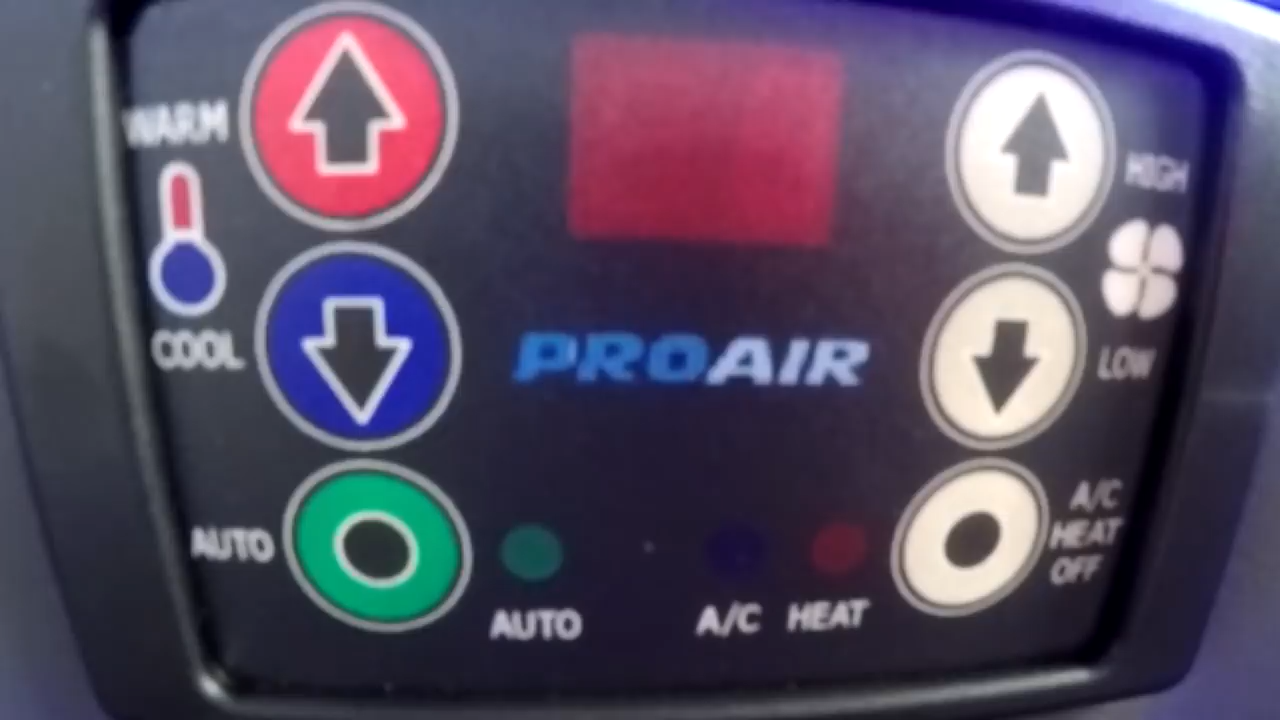 WARM
HIGH
COOL
PROAIR
LOW
AUTO
A/C
HEAT
OFF
AUTO
A/C HEAT